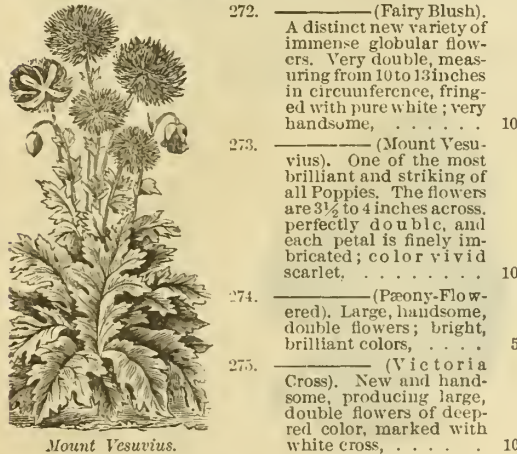 272. ———— (Fairy Blush).
A distinct new variety of
immense globular flow-
ers. Very double, meas-
uring from 10 to 13 inches
in circumference, fring-
ed with pure white ; very
handsome, . . . . . . 10
273. ———— (Mount Vesu-
vius). One of the most
brilliant and striking of
all Poppies. The flowers
are 3½ to 4 inches across.
perfectly double, and
each petal is finely im-
bricated ; color vivid
scarlet, . . . . . . . . 10
274. ———— (Pæony-Flow-
ered). Large, handsome,
double flowers ; bright,
brilliant colors, . . . . 5
275. ———— (Victoria
Cross). New and hand-
some, producing large,
double flowers of deep-
red color, marked with
white cross, . . . . . 10
Mount Vesuvius.